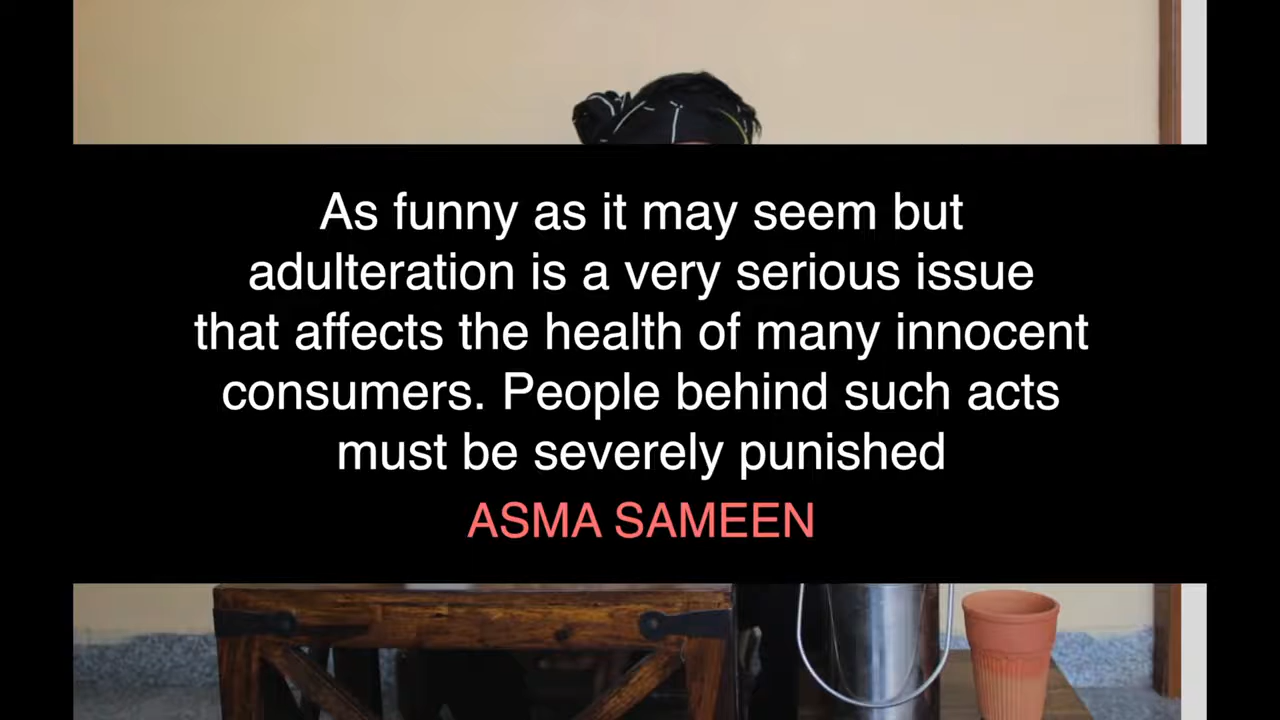 As funny as it may seem but
adulteration is a very serious issue
that affects the health of many innocent
consumers. People behind such acts
must be severely punished
ASMA SAMEEN